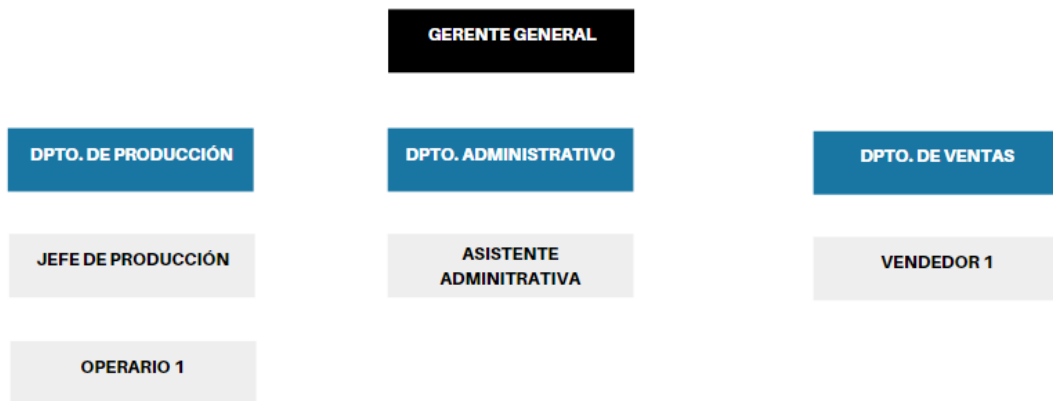 GERENTE GENERAL
DPTO. DE PRODUCCIÓN
DPTO. ADMINISTRATIVO
DPTO. DE VENTAS
JEFE DE PRODUCCIÓN
ASISTENTE
ADMINITRATIVA
VENDEDOR 1
OPERARIO 1